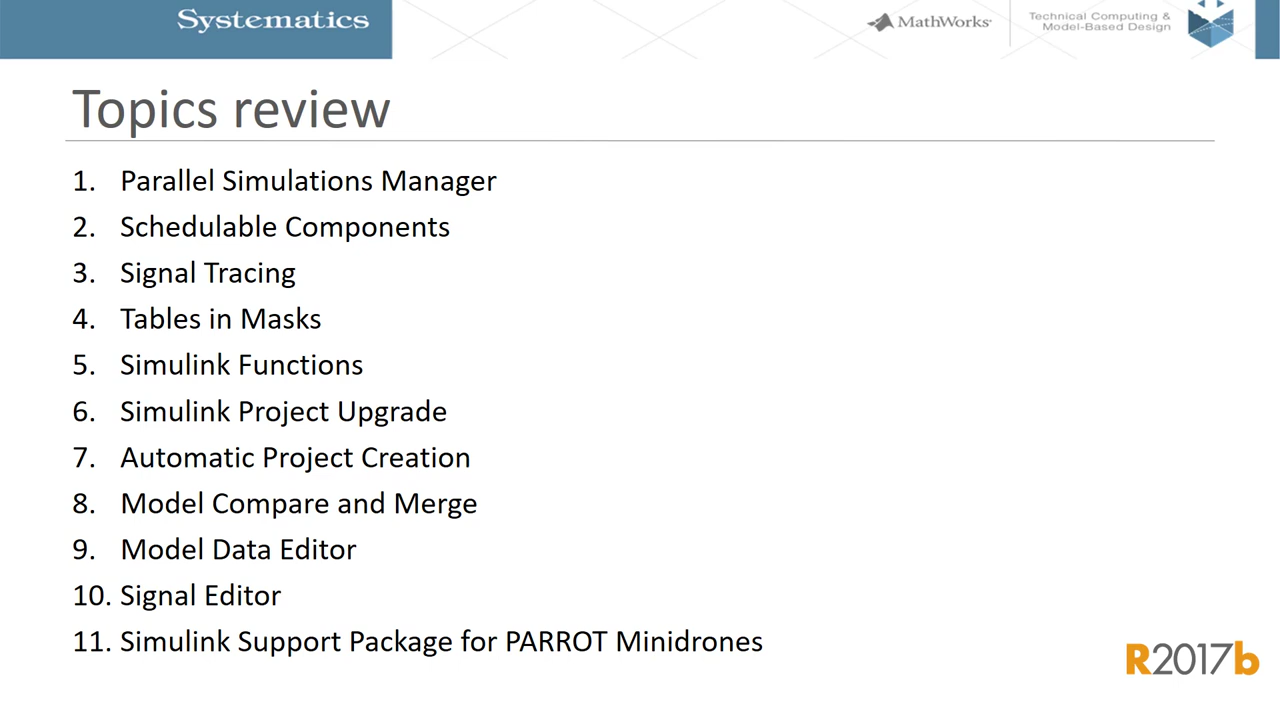 Systematics
MathWorks
Technical Computing &
Model-Based Design
Topics review
1. Parallel Simulations Manager
2. Schedulable Components
3. Signal Tracing
4. Tables in Masks
5. Simulink Functions
6. Simulink Project Upgrade
7. Automatic Project Creation
8. Model Compare and Merge
9. Model Data Editor
10. Signal Editor
11. Simulink Support Package for PARROT Minidrones
R2017b